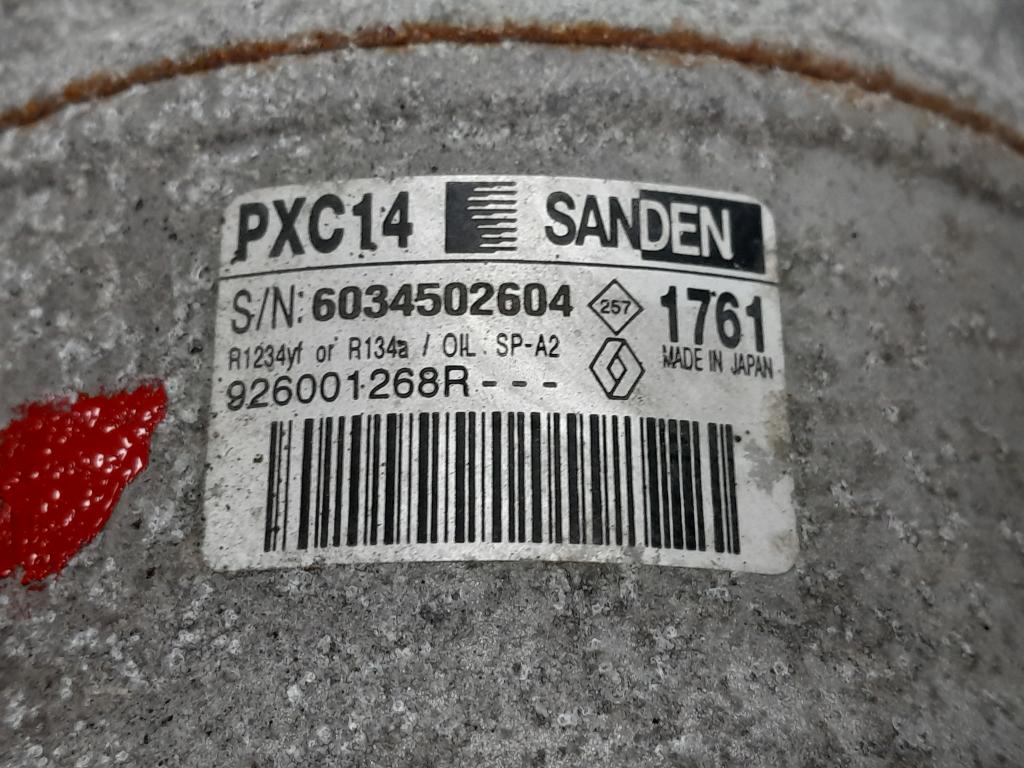 PXC14 SANDEN
S/N: 6034502604 257 1761
R1234yf or R134a / OIL : SP-A2 MADE IN JAPAN
926001268R - - -